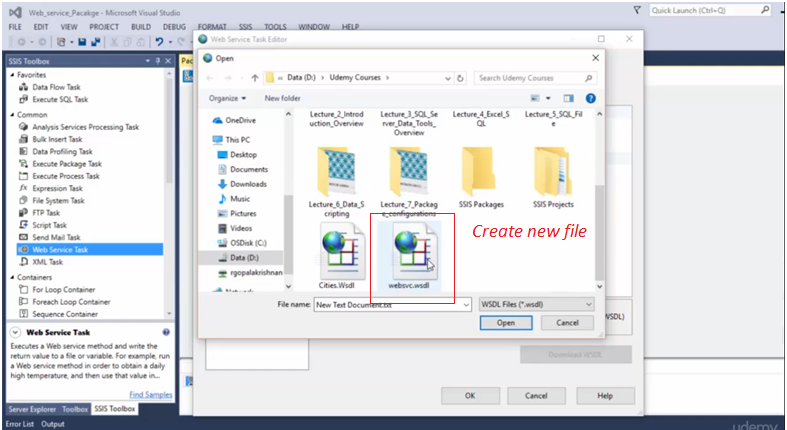 Web_service_Pacakge - Microsoft Visual Studio
Quick Launch (Ctrl+Q)
FILE EDIT VIEW PROJECT BUILD DEBUG FORMAT SSIS TOOLS WINDOW HELP
Web Service Task Editor
SSIS Toolbox
Favorites
Data Flow Task
Execute SQL Task
Common
Analysis Services Processing Task
Bulk Insert Task
Data Profiling Task
Execute Package Task
Execute Process Task
Expression Task
File System Task
FTP Task
Script Task
Send Mail Task
Web Service Task
XML Task
Containers
For Loop Container
Foreach Loop Container
Sequence Container
Web Service Task
Executes a Web Service method and write the
return value to a file or variable. For example, run
a Web service method in order to obtain a daily
high temperature, and then use that value in...
Find Samples
Server Explorer Toolbox SSIS Toolbox
Error List Output
Open
Data (D:) Udemy Courses
Search Udemy Courses
Organize New folder
OneDrive
This PC
Desktop
Documents
Downloads
Music
Pictures
Videos
OSDisk (C:)
Data (D:)
rgopalakrishnan
Lecture_2_Introd
uction_Overview
Lecture_3_SQL_Se
rver_Data_Tools_
Overview
Lecture_4_Excel_S
QL
Lecture_5_SQL_Fil
e
Lecture_6_Data_S
cripting
Lecture_7_Packag
e_configurations
SSIS Packages
SSIS Projects
Cities.Wsdl
websvc.wsdl
Create new file
File name: New Text Document.txt
WSDL Files (*.wsdl)
Open Cancel
WSDL)
Download WSDL
OK Cancel Help
udemy